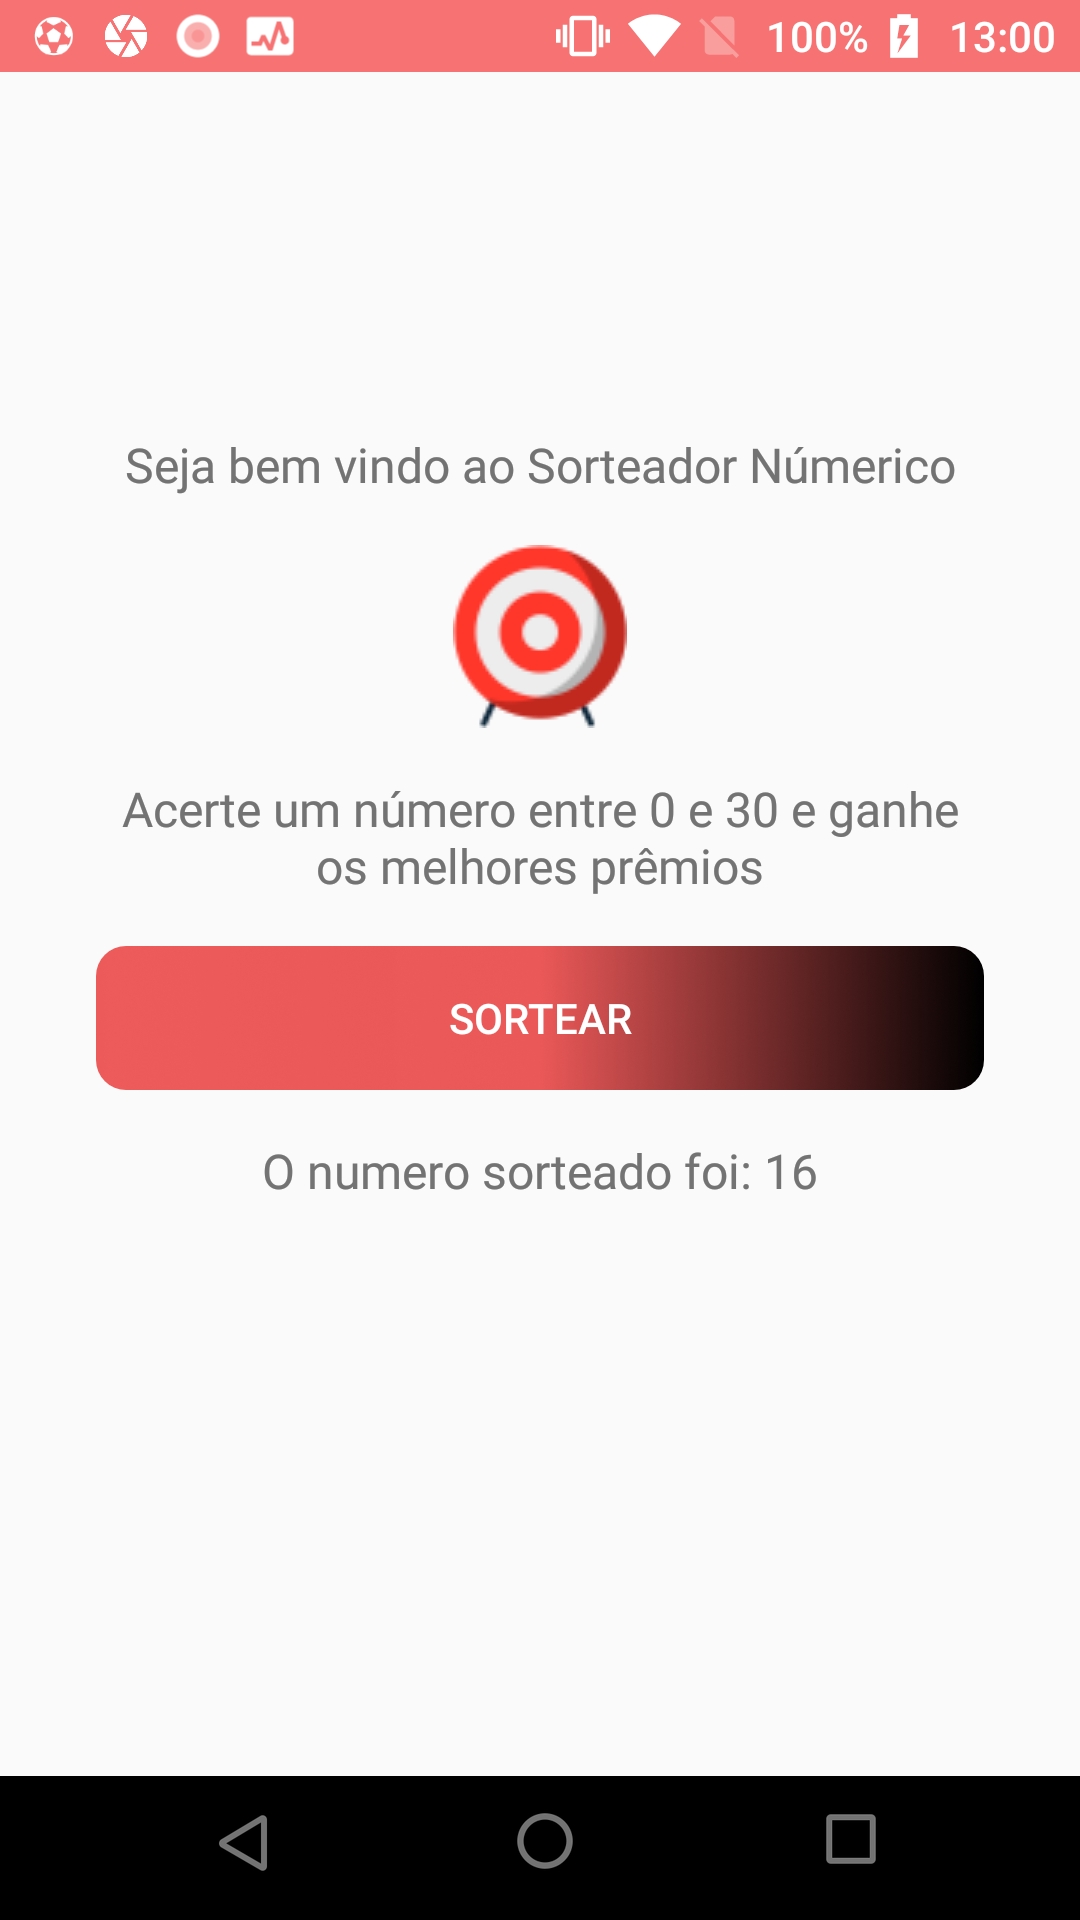 100% 13:00
Seja bem vindo ao Sorteador Númerico
Acerte um número entre 0 e 30 e ganhe
os melhores prêmios
SORTEAR
O numero sorteado foi: 16